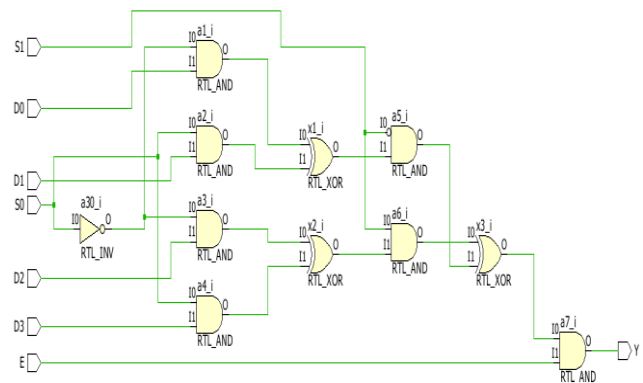 a1_i
S1
I0
O
I1
RTL_AND
D0
a2_i
I0
O
I1
RTL_AND
x1_i
I0
O
I1
RTL_XOR
a5_i
I0
O
I1
RTL_AND
D1
S0
a30_i
I0
O
RTL_INV
a3_i
I0
O
I1
RTL_AND
x2_i
I0
O
I1
RTL_XOR
a6_i
I0
O
I1
RTL_AND
x3_i
I0
O
I1
RTL_XOR
D2
a4_i
I0
O
I1
RTL_AND
D3
E
a7_i
I0
O
I1
RTL_AND
Y